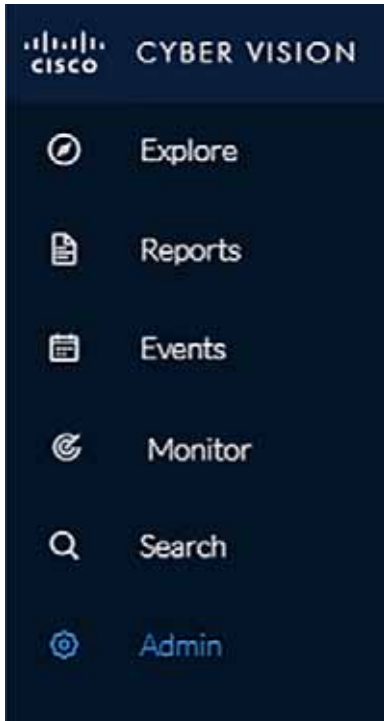 CISCO CYBER VISION
Explore
Reports
Events
Monitor
Search
Admin